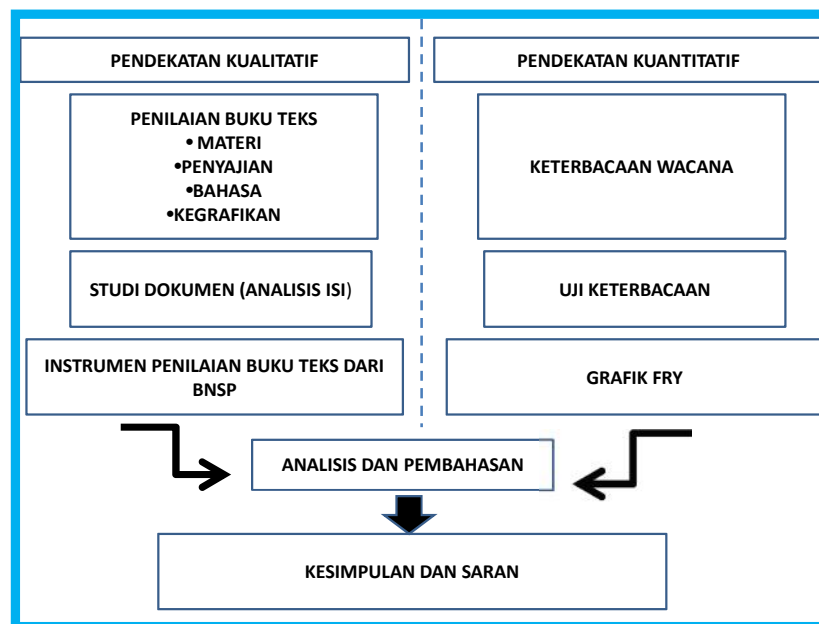 PENDEKATAN KUALITATIF
PENDEKATAN KUANTITATIF
PENILAIAN BUKU TEKS
• MATERI
•PENYAJIAN
•BAHASA
•KEGRAFIKAN
KETERBACAAN WACANA
STUDI DOKUMEN (ANALISIS ISI)
UJI KETERBACAAN
INSTRUMEN PENILAIAN BUKU TEKS DARI
BNSP
GRAFIK FRY
ANALISIS DAN PEMBAHASAN
KESIMPULAN DAN SARAN